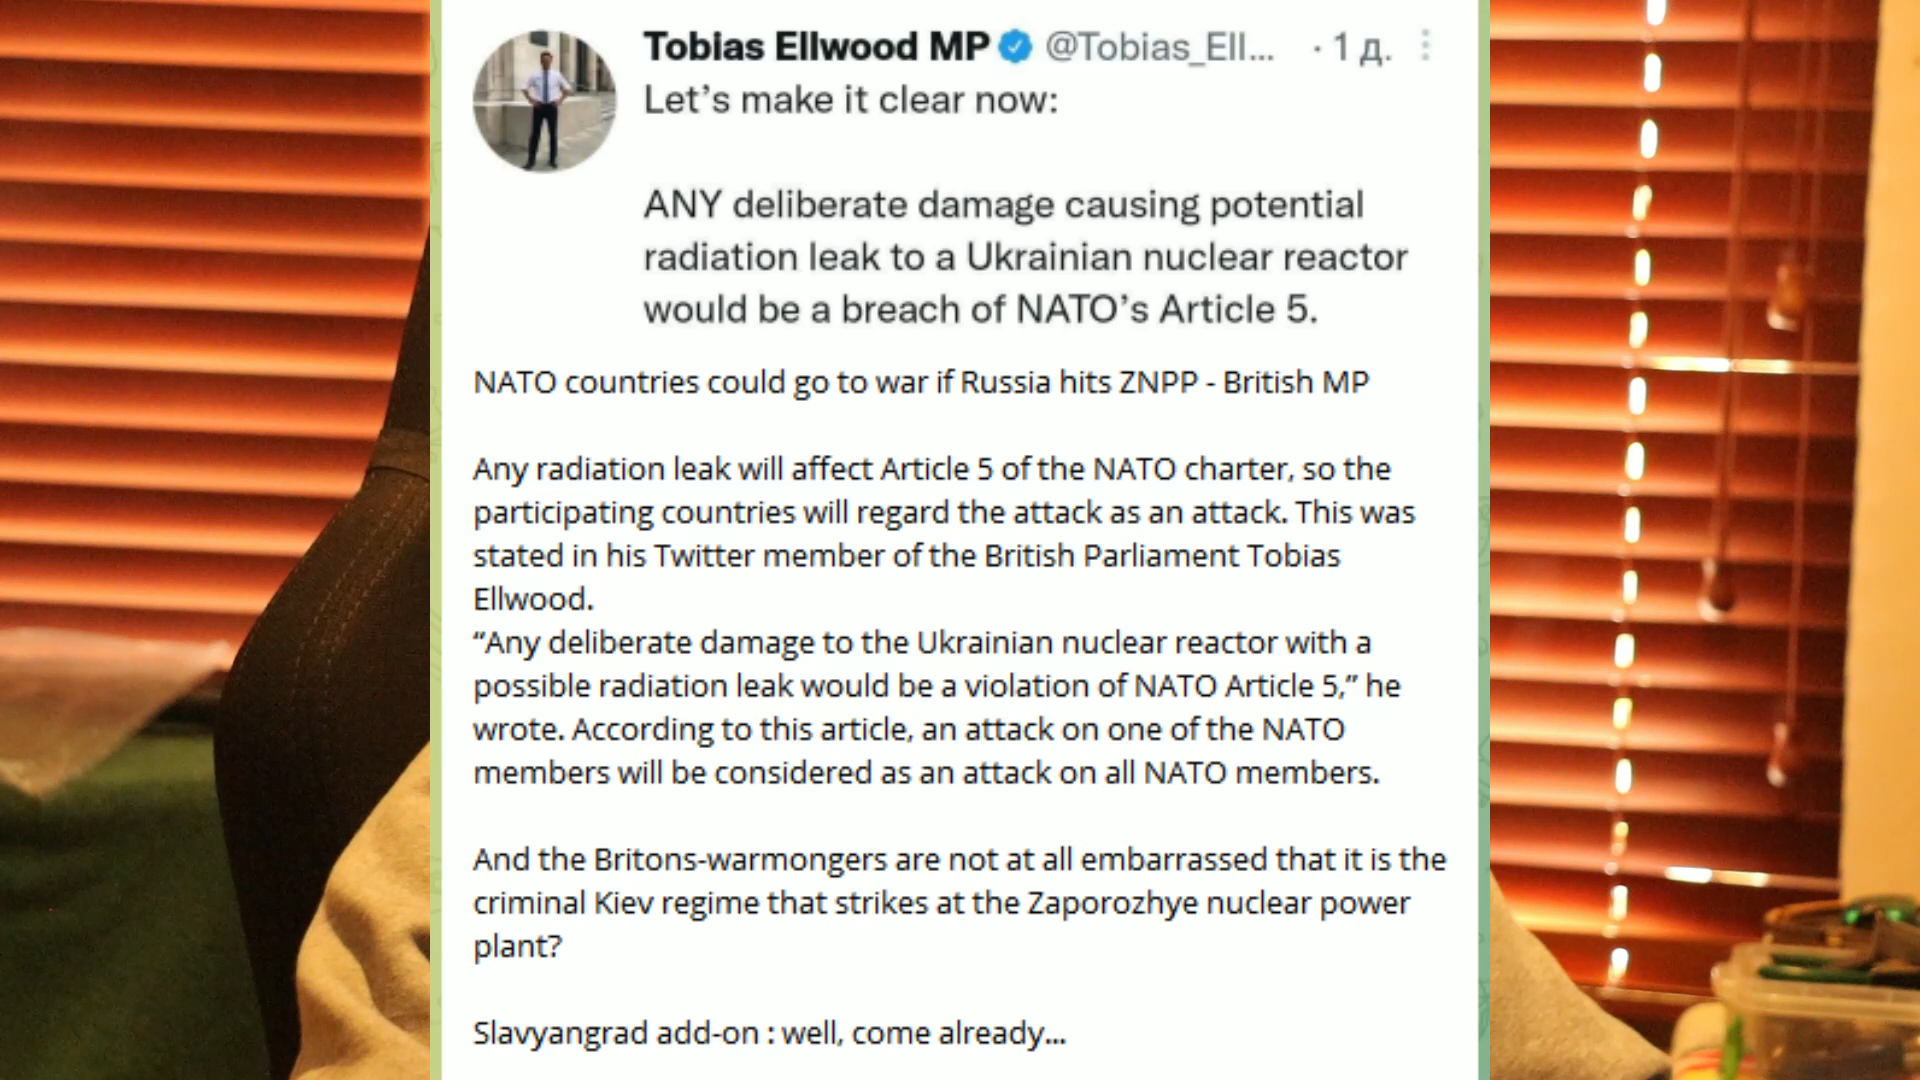 Tobias Ellwood MP @Tobias_Ell... · 1 д.
Let's make it clear now:
ANY deliberate damage causing potential
radiation leak to a Ukrainian nuclear reactor
would be a breach of NATO's Article 5.
NATO countries could go to war if Russia hits ZNPP - British MP
Any radiation leak will affect Article 5 of the NATO charter, so the
participating countries will regard the attack as an attack. This was
stated in his Twitter member of the British Parliament Tobias
Ellwood.
“Any deliberate damage to the Ukrainian nuclear reactor with a
possible radiation leak would be a violation of NATO Article 5,” he
wrote. According to this article, an attack on one of the NATO
members will be considered as an attack on all NATO members.
And the Britons-warmongers are not at all embarrassed that it is the
criminal Kiev regime that strikes at the Zaporozhye nuclear power
plant?
Slavyangrad add-on : well, come already...